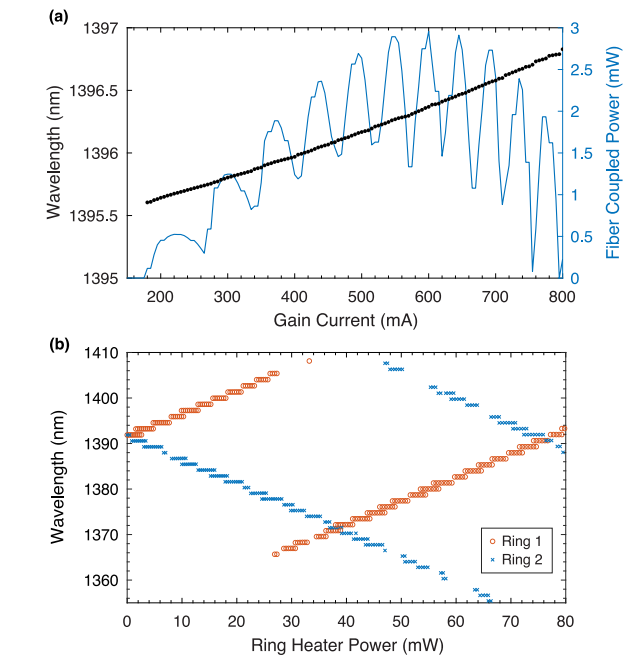 (a)
1397
1396.5
1396
1395.5
1395
3
2.5
2
1.5
1
0.5
0
Wavelength (nm)
Fiber Coupled Power (mW)
200 300 400 500 600 700 800
Gain Current (mA)
(b)
1410
1400
1390
1380
1370
1360
Wavelength (nm)
Ring 1
Ring 2
0 10 20 30 40 50 60 70 80
Ring Heater Power (mW)